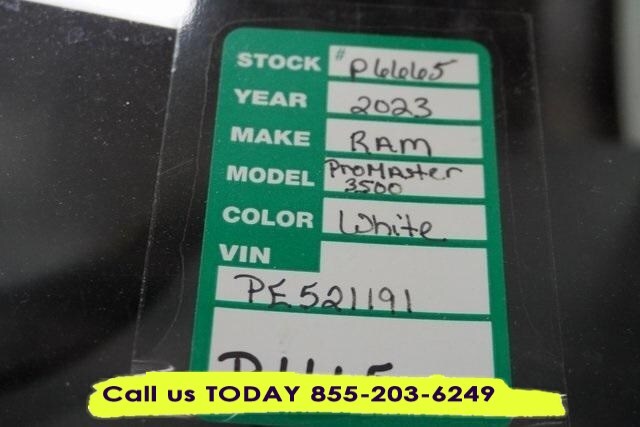 STOCK # P6665
YEAR 2023
MAKE RAM
MODEL ProMaster
3500
COLOR White
VIN
PE521191
Call us TODAY 855-203-6249